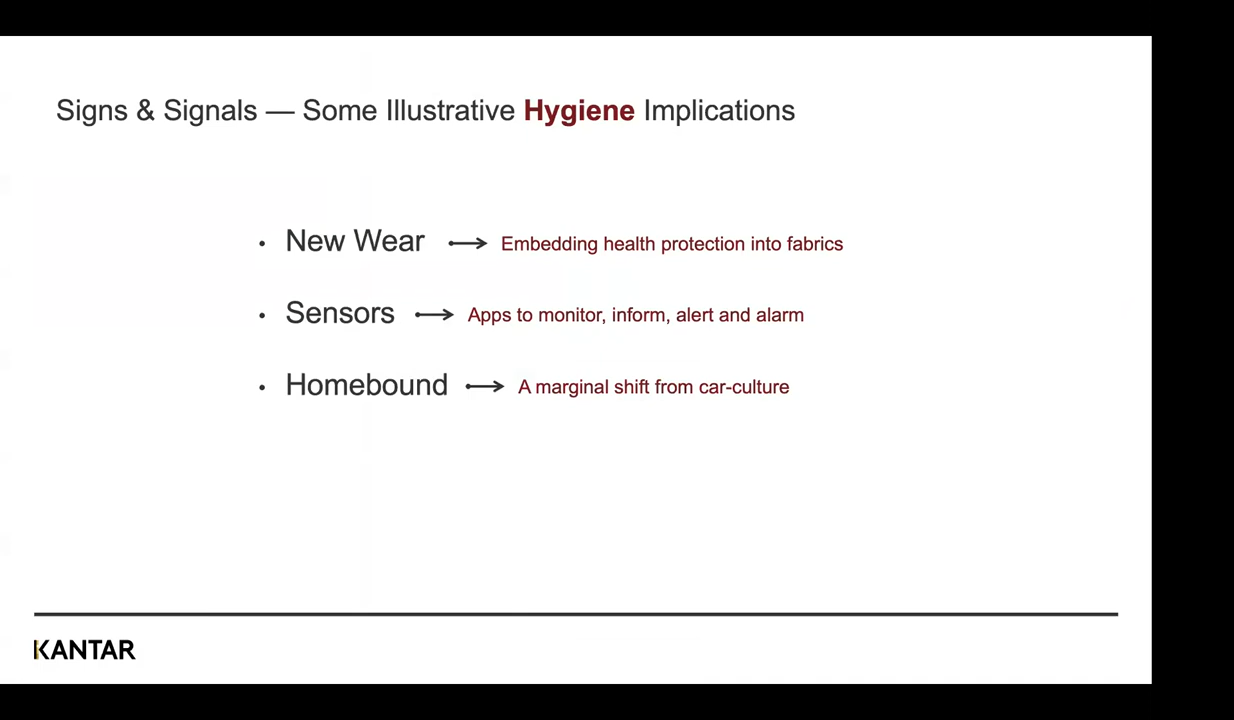 Signs & Signals — Some Illustrative Hygiene Implications
• New Wear → Embedding health protection into fabrics
• Sensors → Apps to monitor, inform, alert and alarm
• Homebound → A marginal shift from car-culture
KANTAR